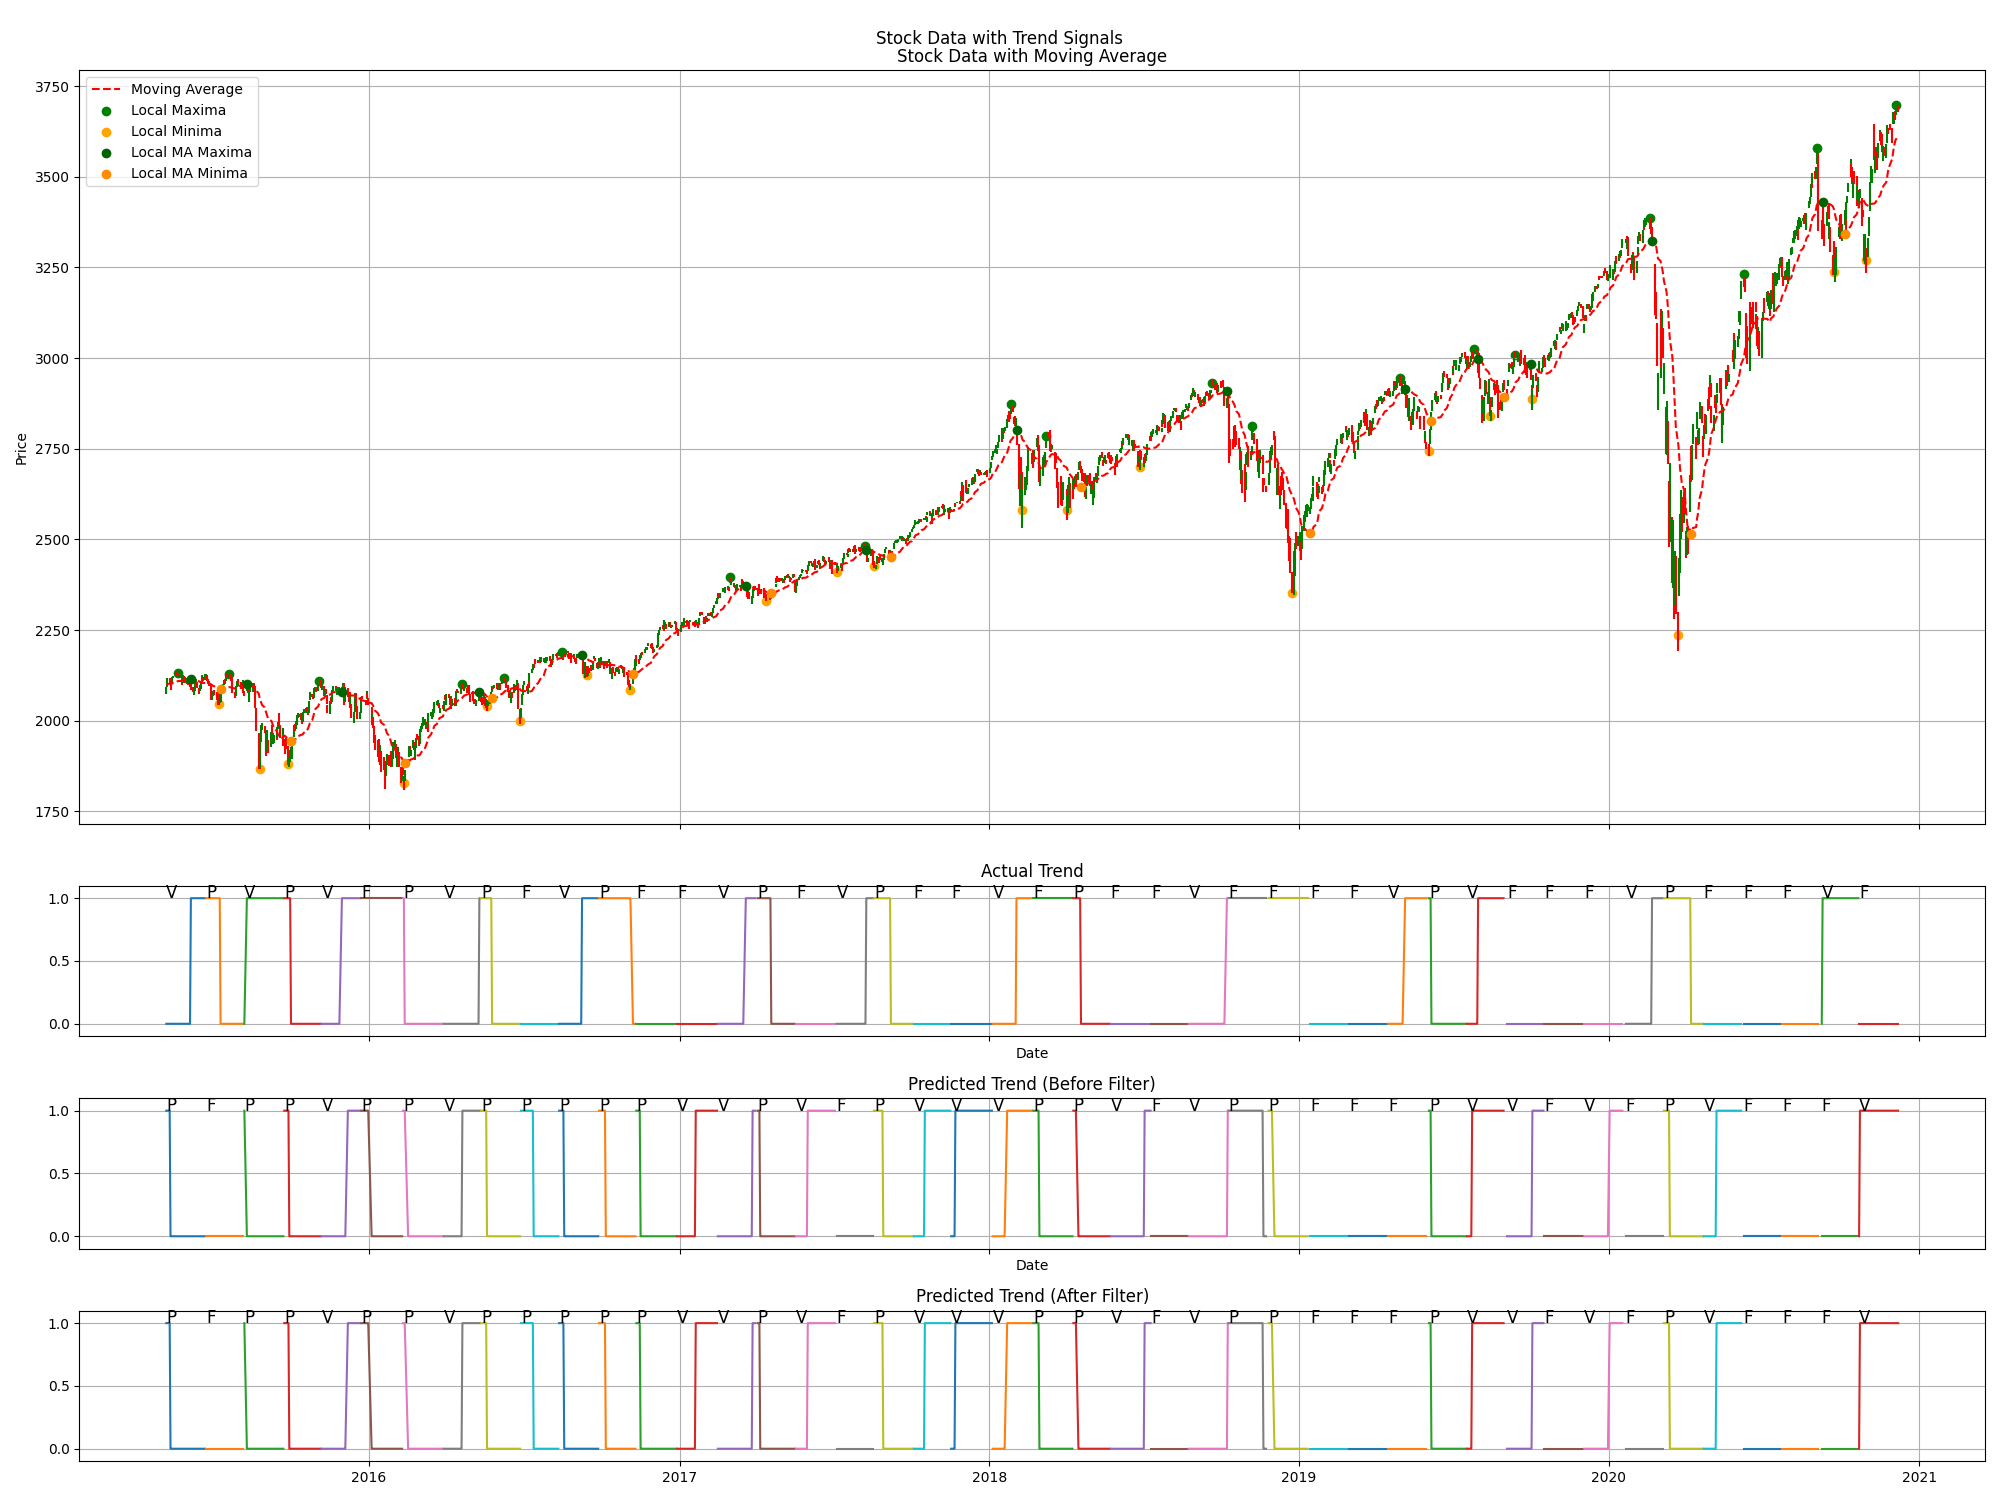 Stock Data with Trend Signals
Stock Data with Moving Average
3750
3500
3250
3000
2750
2500
2250
2000
1750
Price
Moving Average
Local Maxima
Local Minima
Local MA Maxima
Local MA Minima
Actual Trend
V P V P V F P V P F V P F F V P F V P F F V F P F F V F F F F V P V F F F V P F F F V F
1.0
0.5
0.0
Date
Predicted Trend (Before Filter)
P F P P V P P V P P P P P V V P V F P V V V P P V F V P P F F F P V V F V F P V F F F V
1.0
0.5
0.0
Date
Predicted Trend (After Filter)
P F P P V P P V P P P P P V V P V F P V V V P P V F V P P F F F P V V F V F P V F F F V
1.0
0.5
0.0
2016 2017 2018 2019 2020 2021